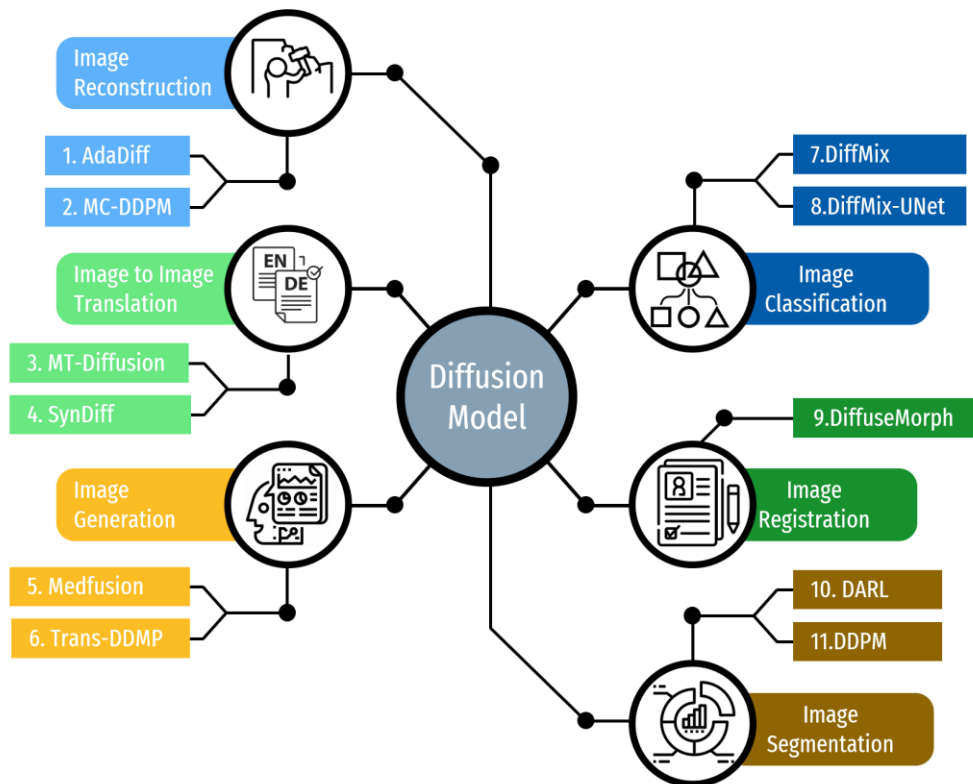 Image
Reconstruction
1. AdaDiff
2. MC-DDPM
Image to Image
Translation
EN
DE
3. MT-Diffusion
4. SynDiff
Image
Generation
5. Medfusion
6. Trans-DDMP
Diffusion
Model
7.DiffMix
8.DiffMix-UNet
Image
Classification
9.DiffuseMorph
Image
Registration
10. DARL
11.DDPM
Image
Segmentation